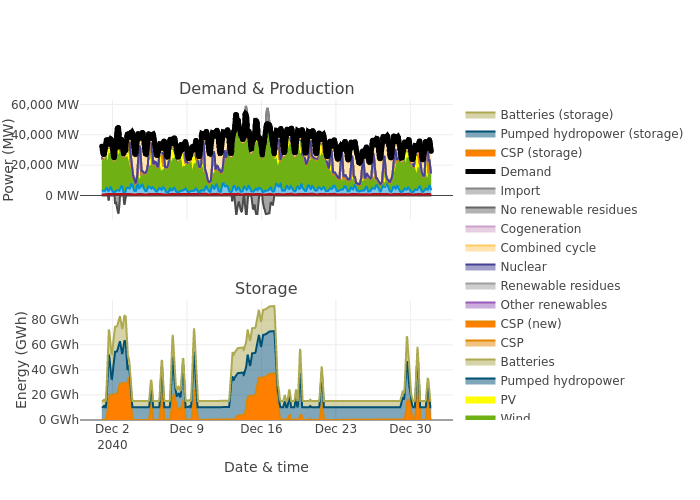 Demand & Production
60,000 MW
40,000 MW
20,000 MW
0 MW
Power (MW)
Storage
80 GWh
60 GWh
40 GWh
20 GWh
0 GWh
Energy (GWh)
Dec 2
2040
Dec 9
Dec 16
Dec 23
Dec 30
Date & time
Batteries (storage)
Pumped hydropower (storage)
CSP (storage)
Demand
Import
No renewable residues
Cogeneration
Combined cycle
Nuclear
Renewable residues
Other renewables
CSP (new)
CSP
Batteries
Pumped hydropower
PV
Wind